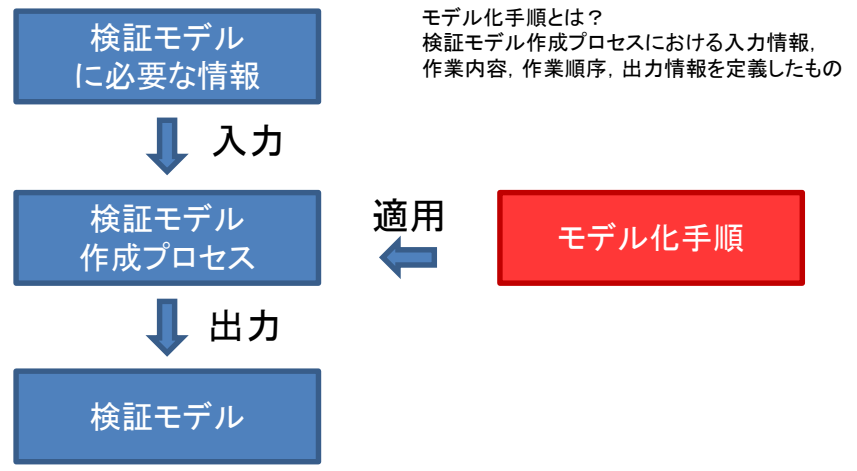 検証モデル
に必要な情報
モデル化手順とは？
検証モデル作成プロセスにおける入力情報,
作業内容, 作業順序, 出力情報を定義したもの
入力
検証モデル
作成プロセス
適用
モデル化手順
出力
検証モデル